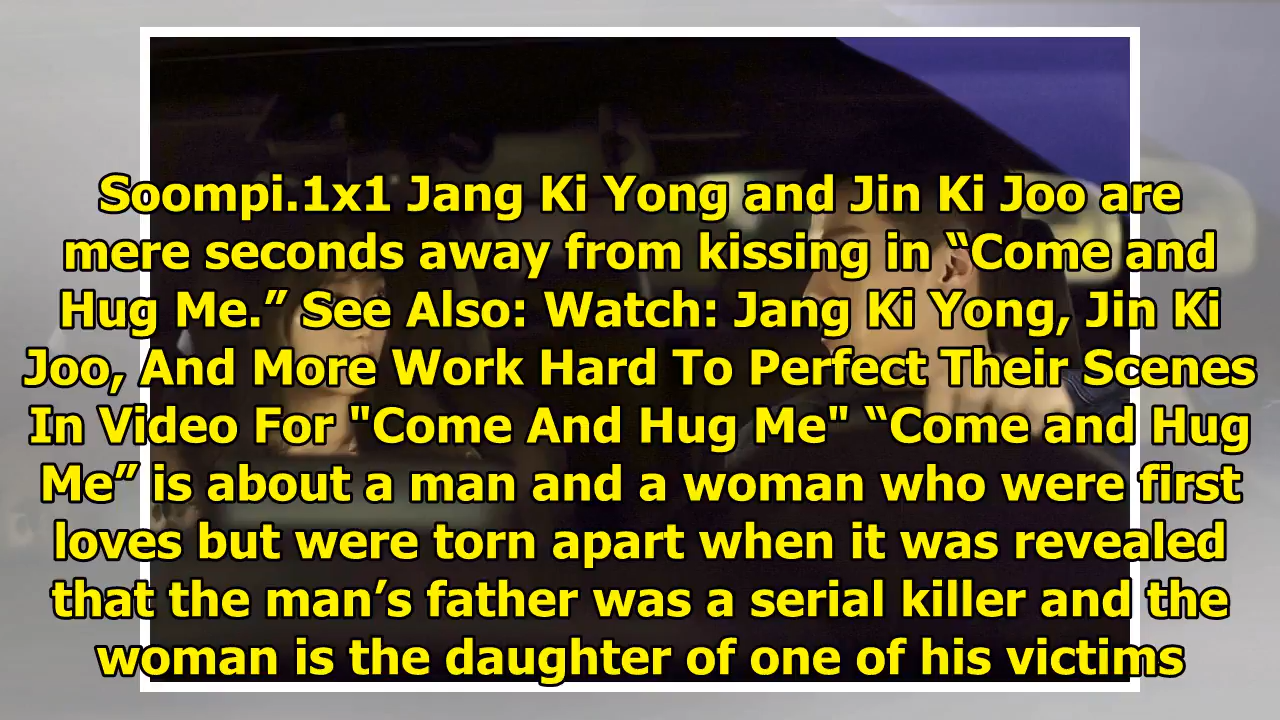 Soompi.1x1 Jang Ki Yong and Jin Ki Joo are
mere seconds away from kissing in “Come and
Hug Me.” See Also: Watch: Jang Ki Yong, Jin Ki
Joo, And More Work Hard To Perfect Their Scenes
In Video For "Come And Hug Me" “Come and Hug
Me” is about a man and a woman who were first
loves but were torn apart when it was revealed
that the man’s father was a serial killer and the
woman is the daughter of one of his victims